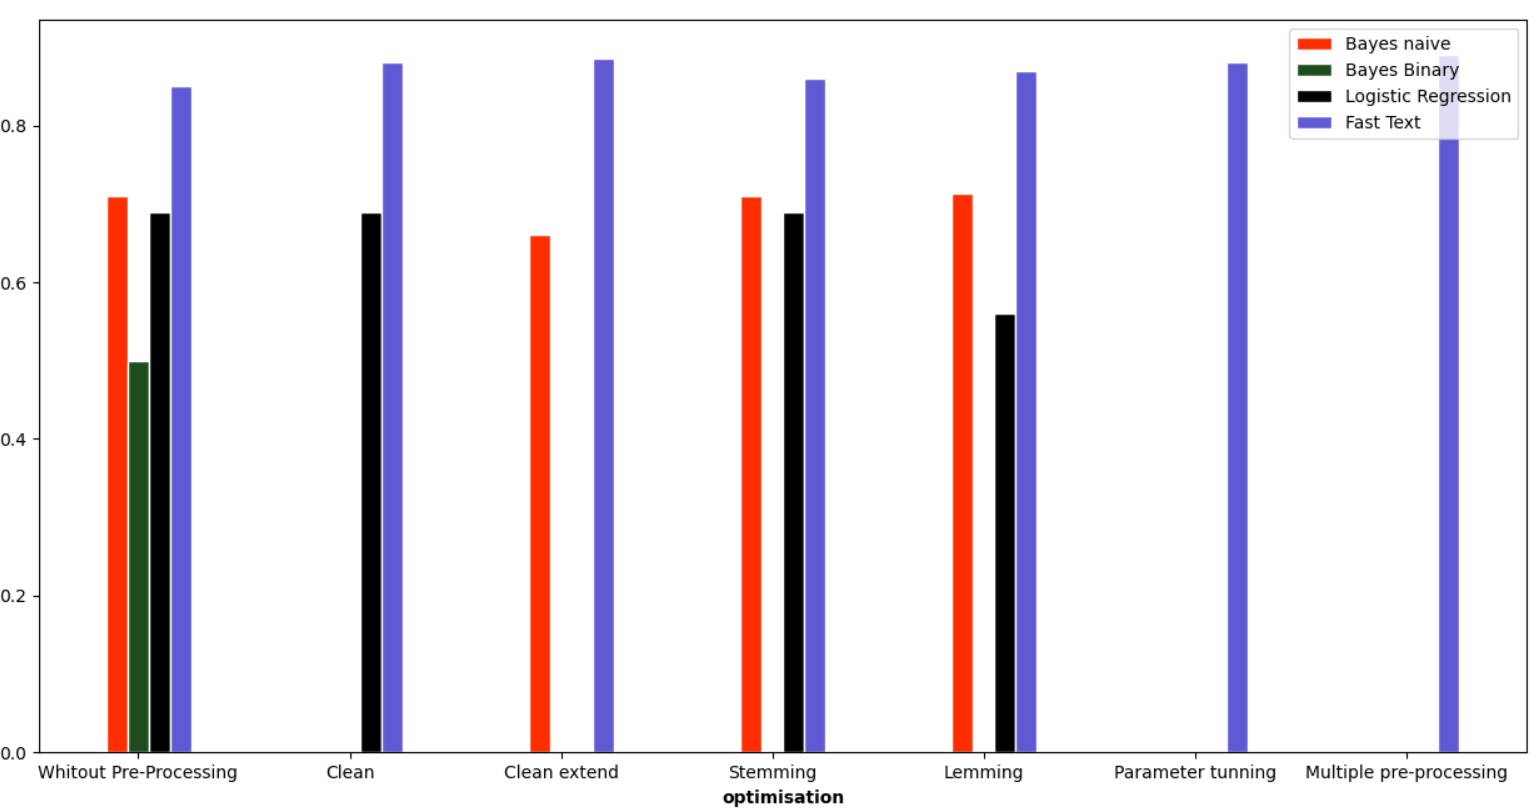 Bayes naive
Bayes Binary
Logistic Regression
Fast Text
0.8
0.6
0.4
0.2
0.0
Whitout Pre-Processing Clean Clean extend Stemming Lemming Parameter tunning Multiple pre-processing
optimisation